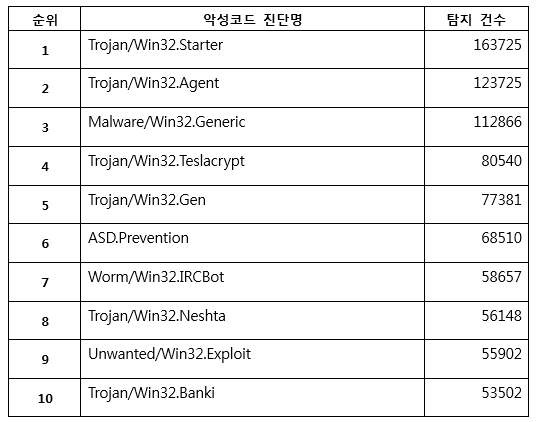 순위 악성코드 진단명 탐지 건수
1 Trojan/Win32.Starter 163725
2 Trojan/Win32.Agent 123725
3 Malware/Win32.Generic 112866
4 Trojan/Win32.Teslacrypt 80540
5 Trojan/Win32.Gen 77381
6 ASD.Prevention 68510
7 Worm/Win32.IRCBot 58657
8 Trojan/Win32.Neshta 56148
9 Unwanted/Win32.Exploit 55902
10 Trojan/Win32.Banki 53502